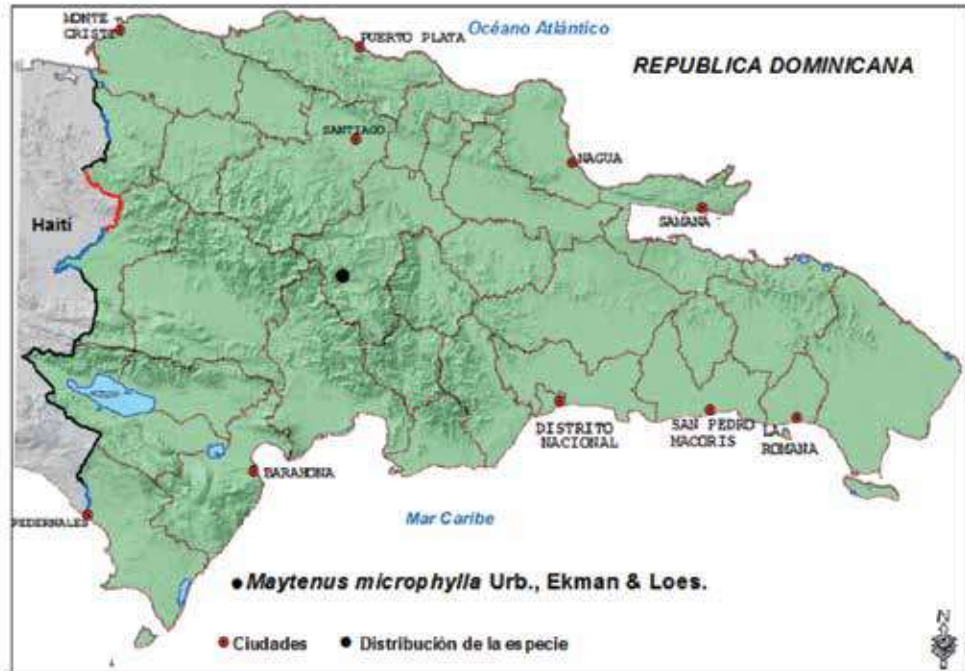 MONTE
CRISTI
PUERTO PLATA
Océano Atlántico
REPUBLICA DOMINICANA
SANTIAGO
NAGUA
SAMANA
Haití
DISTRITO
NACIONAL
SAN PEDRO
MACORIS
LA
ROMANA
BARAHONA
PEDERNALES
Mar Caribe
Maytenus microphylla Urb., Ekman & Loes.
Ciudades
Distribución de la especie
N